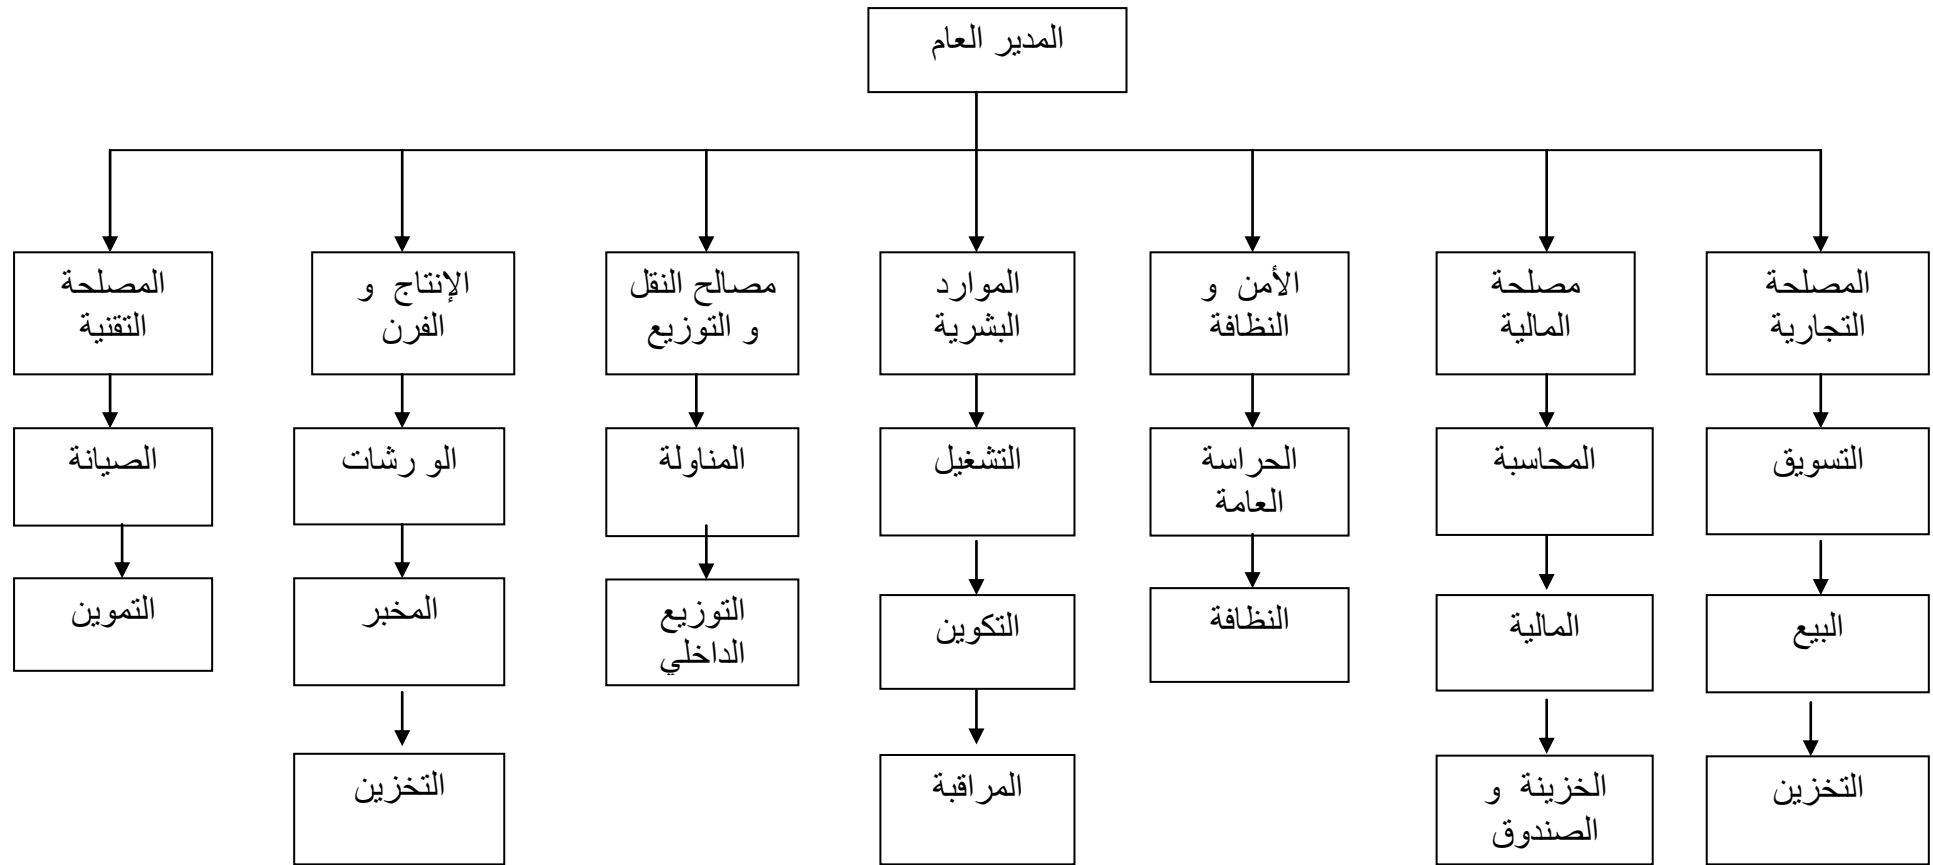 المدير العام
المصلحة
التجارية
مصلحة
المالية
الأمن و
النظافة
الموارد
البشرية
مصالح النقل
و التوزيع
الإنتاج و
الفرن
المصلحة
التقنية
التسويق
المحاسبة
الحراسة
العامة
التشغيل
المناولة
الو رشات
الصيانة
البيع
المالية
النظافة
التكوين
التوزيع
الداخلي
المخبر
التموين
التخزين
الخزينة و
الصندوق
المراقبة
التخزين